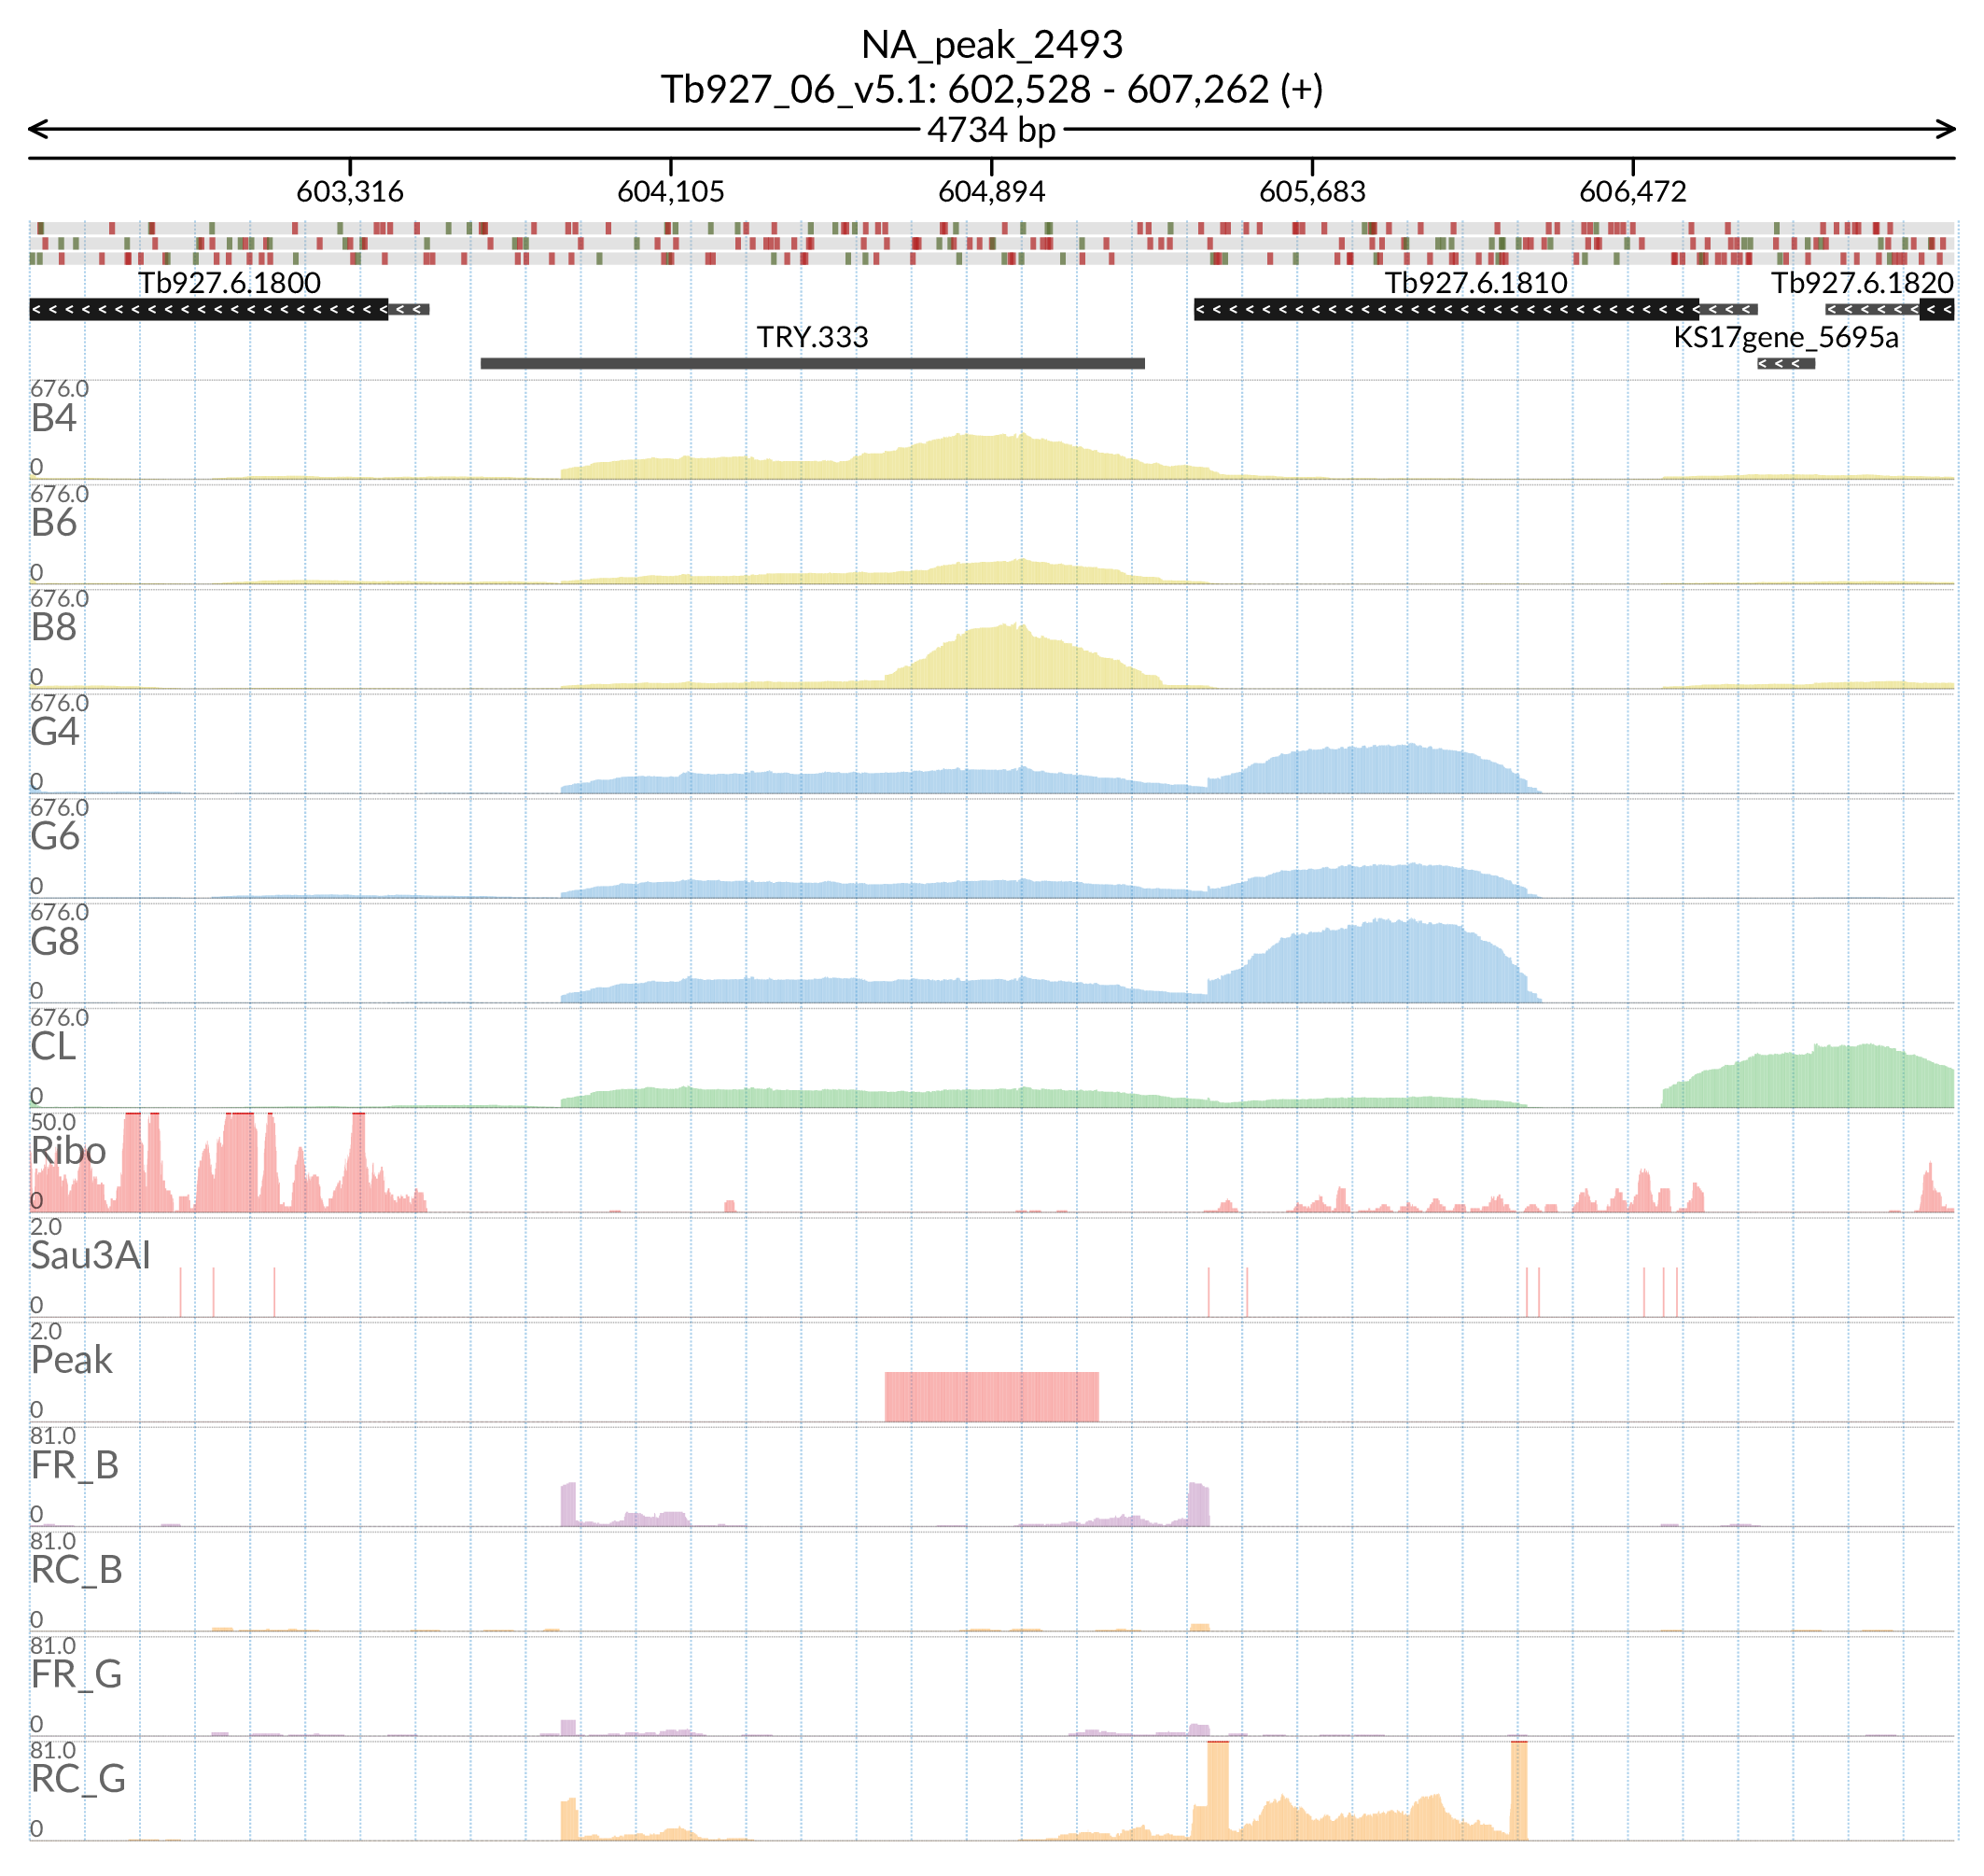 NA_peak_2493
Tb927_06_v5.1: 602,528 - 607,262 (+)
4734 bp
603,316 604,105 604,894 605,683 606,472
Tb927.6.1800 Tb927.6.1810 Tb927.6.1820
TRY.333 KS17gene_5695a
676.0
B4
0
676.0
B6
0
676.0
B8
0
676.0
G4
0
676.0
G6
0
676.0
G8
0
676.0
CL
0
50.0
Ribo
0
2.0
Sau3AI
0
2.0
Peak
0
81.0
FR_B
0
81.0
RC_B
0
81.0
FR_G
0
81.0
RC_G
0